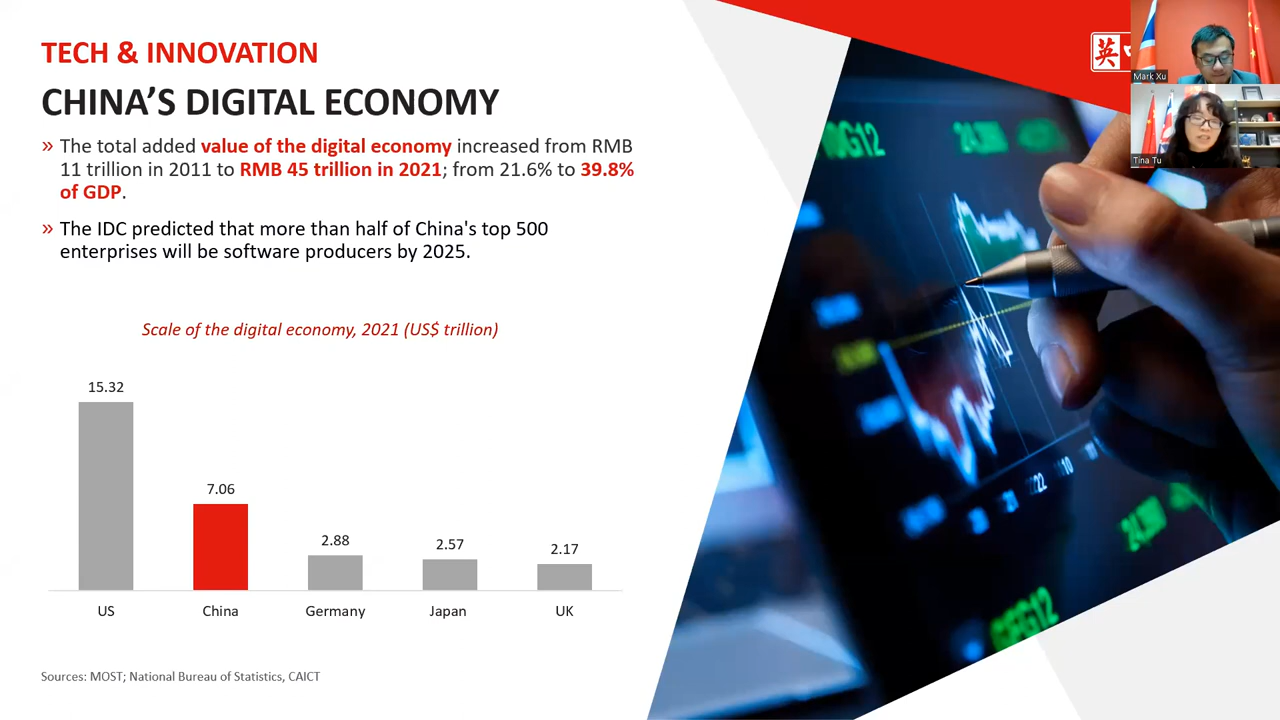 TECH & INNOVATION
CHINA'S DIGITAL ECONOMY
» The total added value of the digital economy increased from RMB
11 trillion in 2011 to RMB 45 trillion in 2021; from 21.6% to 39.8%
of GDP.
» The IDC predicted that more than half of China's top 500
enterprises will be software producers by 2025.
Scale of the digital economy, 2021 (US$ trillion)
15.32
7.06
2.88
2.57
2.17
US China Germany Japan UK
Sources: MOST; National Bureau of Statistics, CAICT
英
Mark Xu
Tina Tu